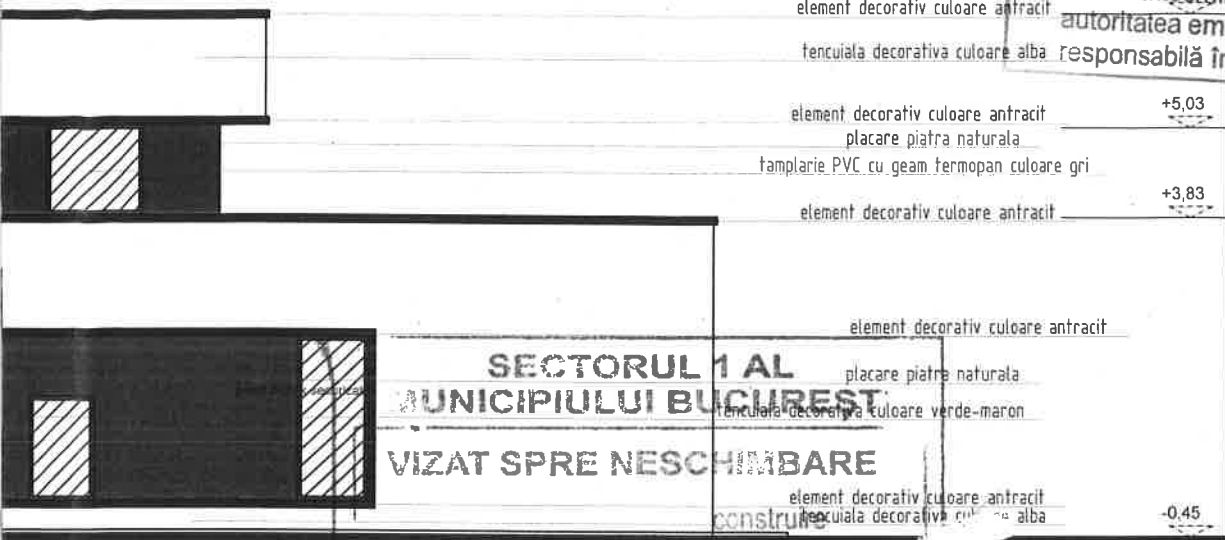 element decorativ culoare antracit
autoritatea em
tencuiala decorativa culoare alba
responsabilă în
element decorativ culoare antracit
+5,03
placare piatra naturala
tamplarie PVC cu geam termopan culoare gri
+3,83
element decorativ culoare antracit
element decorativ culoare antracit
SECTORUL 1 AL
placare piatra naturala
MUNICIPIULUI BUCUREȘTI
tencuiala decorativa culoare verde-maron
VIZAT SPRE NESCHIMBARE
element decorativ culoare antracit
construire
tencuiala decorativa culoare alba
-0,45